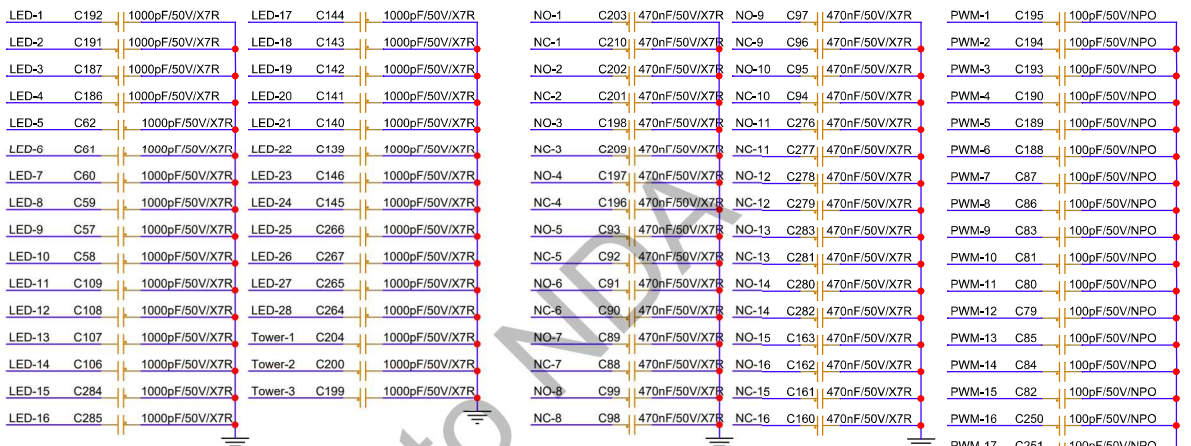 LED-1 C192 1000pF/50V/X7R LED-17 C144 1000pF/50V/X7R NO-1 C203 470nF/50V/X7R NO-9 C97 470nF/50V/X7R PWM-1 C195 100pF/50V/NPO
LED-2 C191 1000pF/50V/X7R LED-18 C143 1000pF/50V/X7R NC-1 C210 470nF/50V/X7R NC-9 C96 470nF/50V/X7R PWM-2 C194 100pF/50V/NPO
LED-3 C187 1000pF/50V/X7R LED-19 C142 1000pF/50V/X7R NO-2 C202 470nF/50V/X7R NO-10 C95 470nF/50V/X7R PWM-3 C193 100pF/50V/NPO
LED-4 C186 1000pF/50V/X7R LED-20 C141 1000pF/50V/X7R NC-2 C201 470nF/50V/X7R NC-10 C94 470nF/50V/X7R PWM-4 C190 100pF/50V/NPO
LED-5 C62 1000pF/50V/X7R LED-21 C140 1000pF/50V/X7R NO-3 C198 470nF/50V/X7R NO-11 C276 470nF/50V/X7R PWM-5 C189 100pF/50V/NPO
LED-6 C61 1000pF/50V/X7R LED-22 C139 1000pF/50V/X7R NC-3 C209 470nF/50V/X7R NC-11 C277 470nF/50V/X7R PWM-6 C188 100pF/50V/NPO
LED-7 C60 1000pF/50V/X7R LED-23 C146 1000pF/50V/X7R NO-4 C197 470nF/50V/X7R NO-12 C278 470nF/50V/X7R PWM-7 C87 100pF/50V/NPO
LED-8 C59 1000pF/50V/X7R LED-24 C145 1000pF/50V/X7R NC-4 C196 470nF/50V/X7R NC-12 C279 470nF/50V/X7R PWM-8 C86 100pF/50V/NPO
LED-9 C57 1000pF/50V/X7R LED-25 C266 1000pF/50V/X7R NO-5 C93 470nF/50V/X7R NO-13 C283 470nF/50V/X7R PWM-9 C83 100pF/50V/NPO
LED-10 C58 1000pF/50V/X7R LED-26 C267 1000pF/50V/X7R NC-5 C92 470nF/50V/X7R NC-13 C281 470nF/50V/X7R PWM-10 C81 100pF/50V/NPO
LED-11 C109 1000pF/50V/X7R LED-27 C265 1000pF/50V/X7R NO-6 C91 470nF/50V/X7R NO-14 C280 470nF/50V/X7R PWM-11 C80 100pF/50V/NPO
LED-12 C108 1000pF/50V/X7R LED-28 C264 1000pF/50V/X7R NC-6 C90 470nF/50V/X7R NC-14 C282 470nF/50V/X7R PWM-12 C79 100pF/50V/NPO
LED-13 C107 1000pF/50V/X7R Tower-1 C204 1000pF/50V/X7R NO-7 C89 470nF/50V/X7R NO-15 C163 470nF/50V/X7R PWM-13 C85 100pF/50V/NPO
LED-14 C106 1000pF/50V/X7R Tower-2 C200 1000pF/50V/X7R NC-7 C88 470nF/50V/X7R NO-16 C162 470nF/50V/X7R PWM-14 C84 100pF/50V/NPO
LED-15 C284 1000pF/50V/X7R Tower-3 C199 1000pF/50V/X7R NO-8 C99 470nF/50V/X7R NC-15 C161 470nF/50V/X7R PWM-15 C82 100pF/50V/NPO
LED-16 C285 1000pF/50V/X7R NC-8 C98 470nF/50V/X7R NC-16 C160 470nF/50V/X7R PWM-16 C250 100pF/50V/NPO
PWM-17 C251 100pF/50V/NPO
to NDA